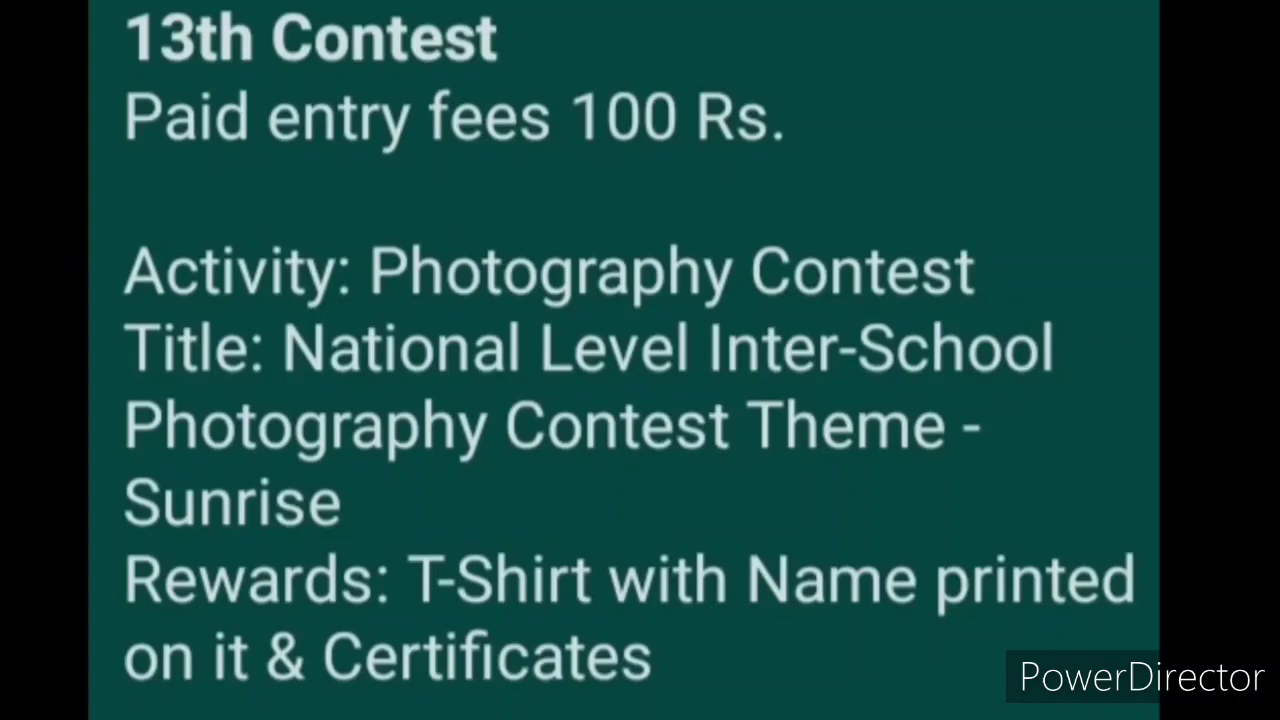 13th Contest
Paid entry fees 100 Rs.
Activity: Photography Contest
Title: National Level Inter-School
Photography Contest Theme -
Sunrise
Rewards: T-Shirt with Name printed
on it & Certificates
PowerDirector